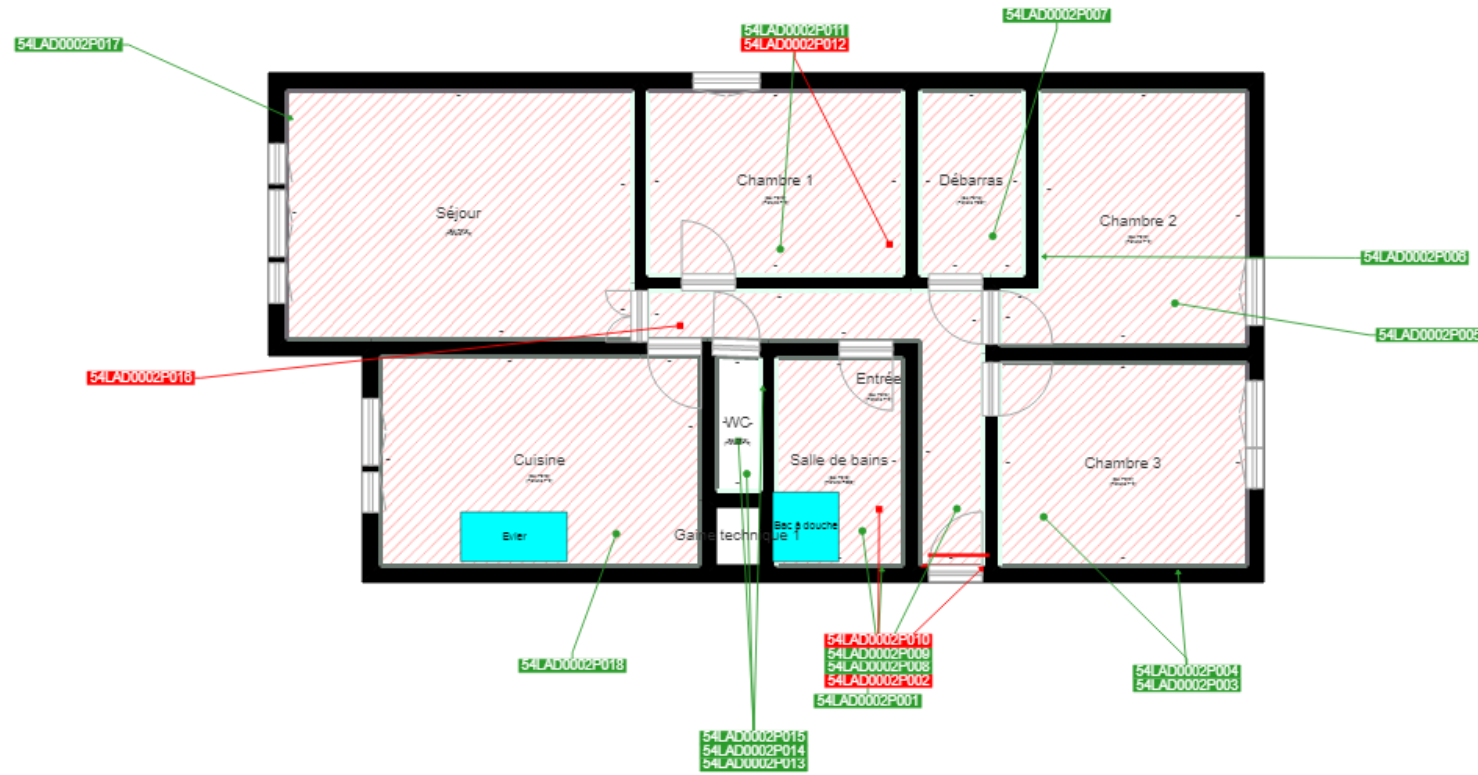 54LAD0002P007
54LAD0002P011
54LAD0002P012
54LAD0002P017
Chambre 1
Débarras
Séjour
Chambre 2
54LAD0002P006
54LAD0002P005
54LAD0002P016
Entrée
WC
Cuisine
Salle de bains
Chambre 3
Evier
Bac à douche
Gaine technique 1
54LAD0002P010
54LAD0002P009
54LAD0002P008
54LAD0002P002
54LAD0002P001
54LAD0002P018
54LAD0002P004
54LAD0002P003
54LAD0002P015
54LAD0002P014
54LAD0002P013